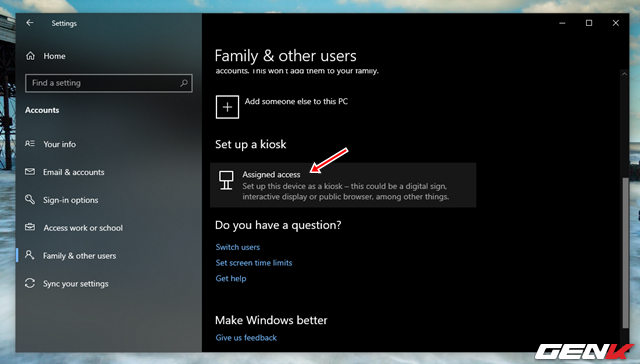 Settings
Home
Find a setting
Accounts
Your info
Email & accounts
Sign-in options
Access work or school
Family & other users
Sync your settings
Family & other users
accounts. This won't add them to your family.
Add someone else to this PC
Set up a kiosk
Assigned access
Set up this device as a kiosk – this could be a digital sign,
interactive display or public browser, among other things.
Do you have a question?
Switch users
Set screen time limits
Get help
Make Windows better
Give us feedback
GENK